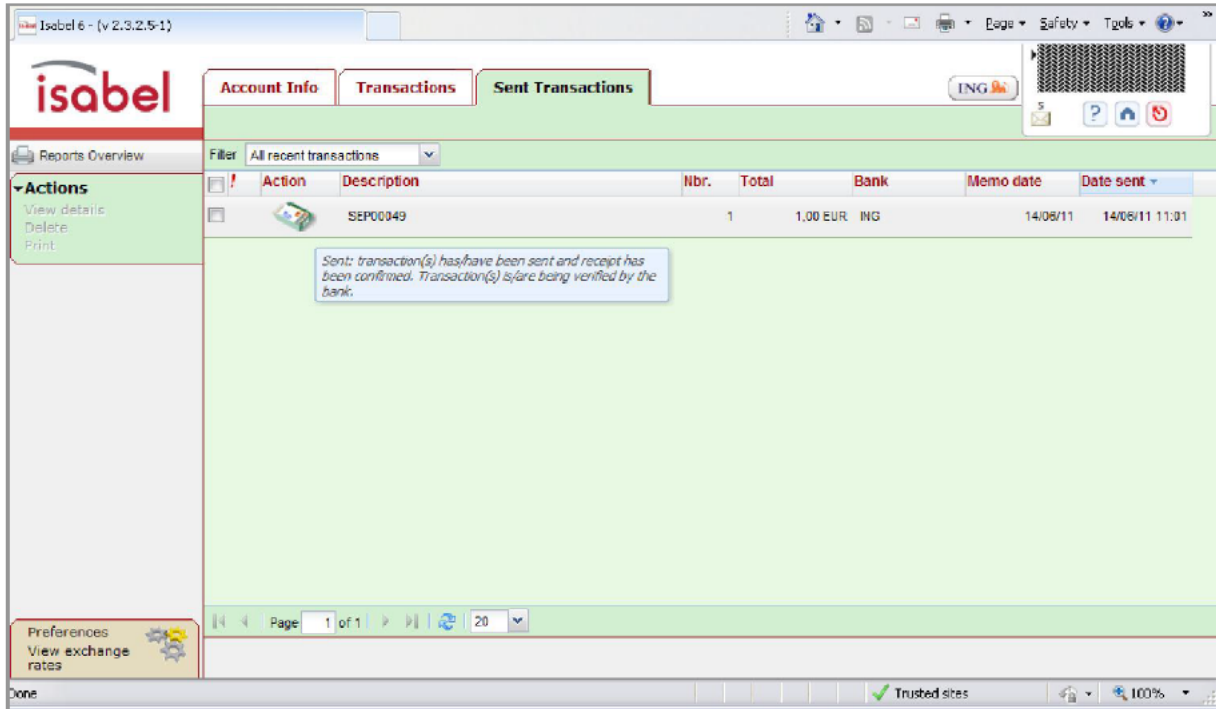 Isabel 6 - (v 2.3.2.5-1)
Page Safety Tools »
isabel
Account Info Transactions Sent Transactions
ING
5
Reports Overview
Filter All recent transactions
Actions
View details
Delete
Print
! Action Description Nbr. Total Bank Memo date Date sent
SEP00049 1 1,00 EUR ING 14/06/11 14/06/11 11:01
Sent: transaction(s) has/have been sent and receipt has
been confirmed. Transaction(s) is/are being verified by the
bank.
Page 1 of 1 20
Preferences
View exchange
rates
Done Trusted sites 100%